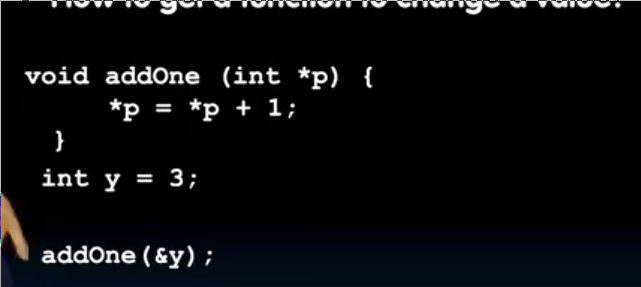 How to get a function to change a value?
void addOne (int *p) {
*p = *p + 1;
}
int y = 3;
addOne(&y);